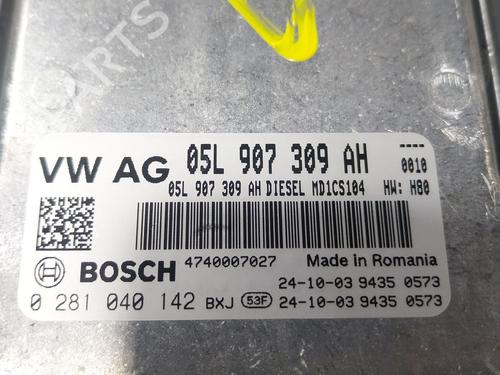 PARTS
VW AG 05L 907 309 AH ----
0010
05L 907 309 AH DIESEL MD1CS104 HW: H80
BOSCH 4740007027 Made in Romania
24-10-03 9435 0573
0 281 040 142 BXJ 53F 24-10-03 9435 0573